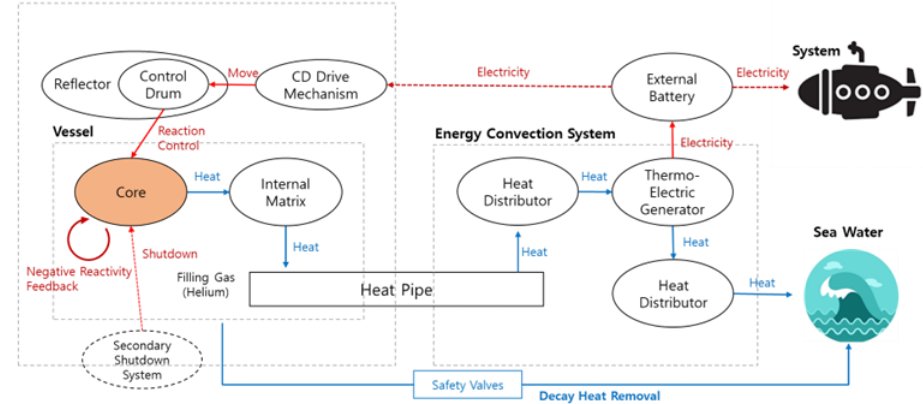 System
Reflector
Control
Drum
Move
CD Drive
Mechanism
Electricity
External
Battery
Electricity
Vessel
Reaction
Control
Energy Convection System
Electricity
Core
Heat
Internal
Matrix
Heat
Distributor
Heat
Thermo-
Electric
Generator
Sea Water
Shutdown
Heat
Heat
Heat
Negative Reactivity
Feedback
Filling Gas
(Helium)
Heat Pipe
Heat
Distributor
Heat
Secondary
Shutdown
System
Safety Valves
Decay Heat Removal